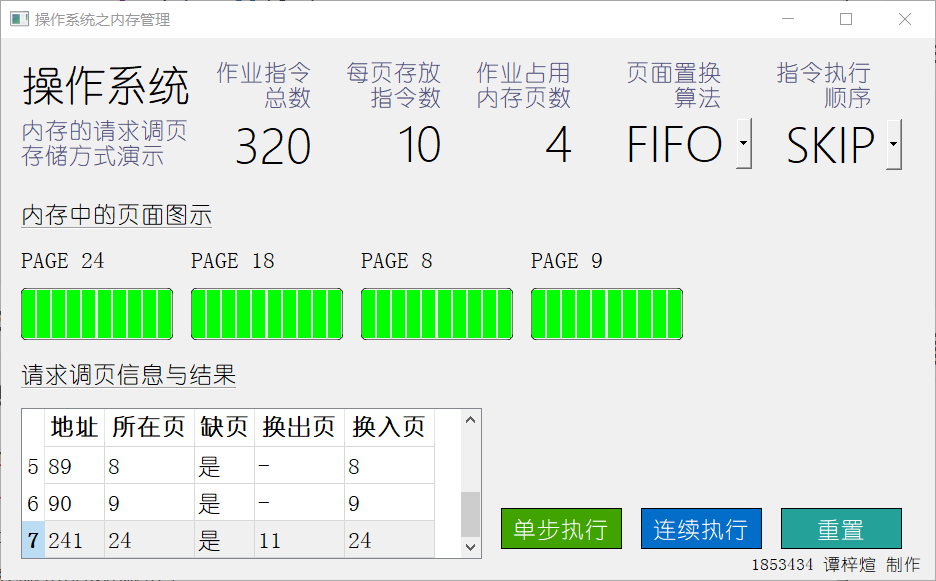 操作系统之内存管理
操作系统
内存的请求调页
存储方式演示
作业指令
总数
320
每页存放
指令数
10
作业占用
内存页数
4
页面置换
算法
FIFO
指令执行
顺序
SKIP
内存中的页面图示
PAGE 24 PAGE 18 PAGE 8 PAGE 9
请求调页信息与结果
地址 所在页 缺页 换出页 换入页
5 89 8 是 - 8
6 90 9 是 - 9
7 241 24 是 11 24
单步执行 连续执行 重置
1853434 谭梓煊 制作